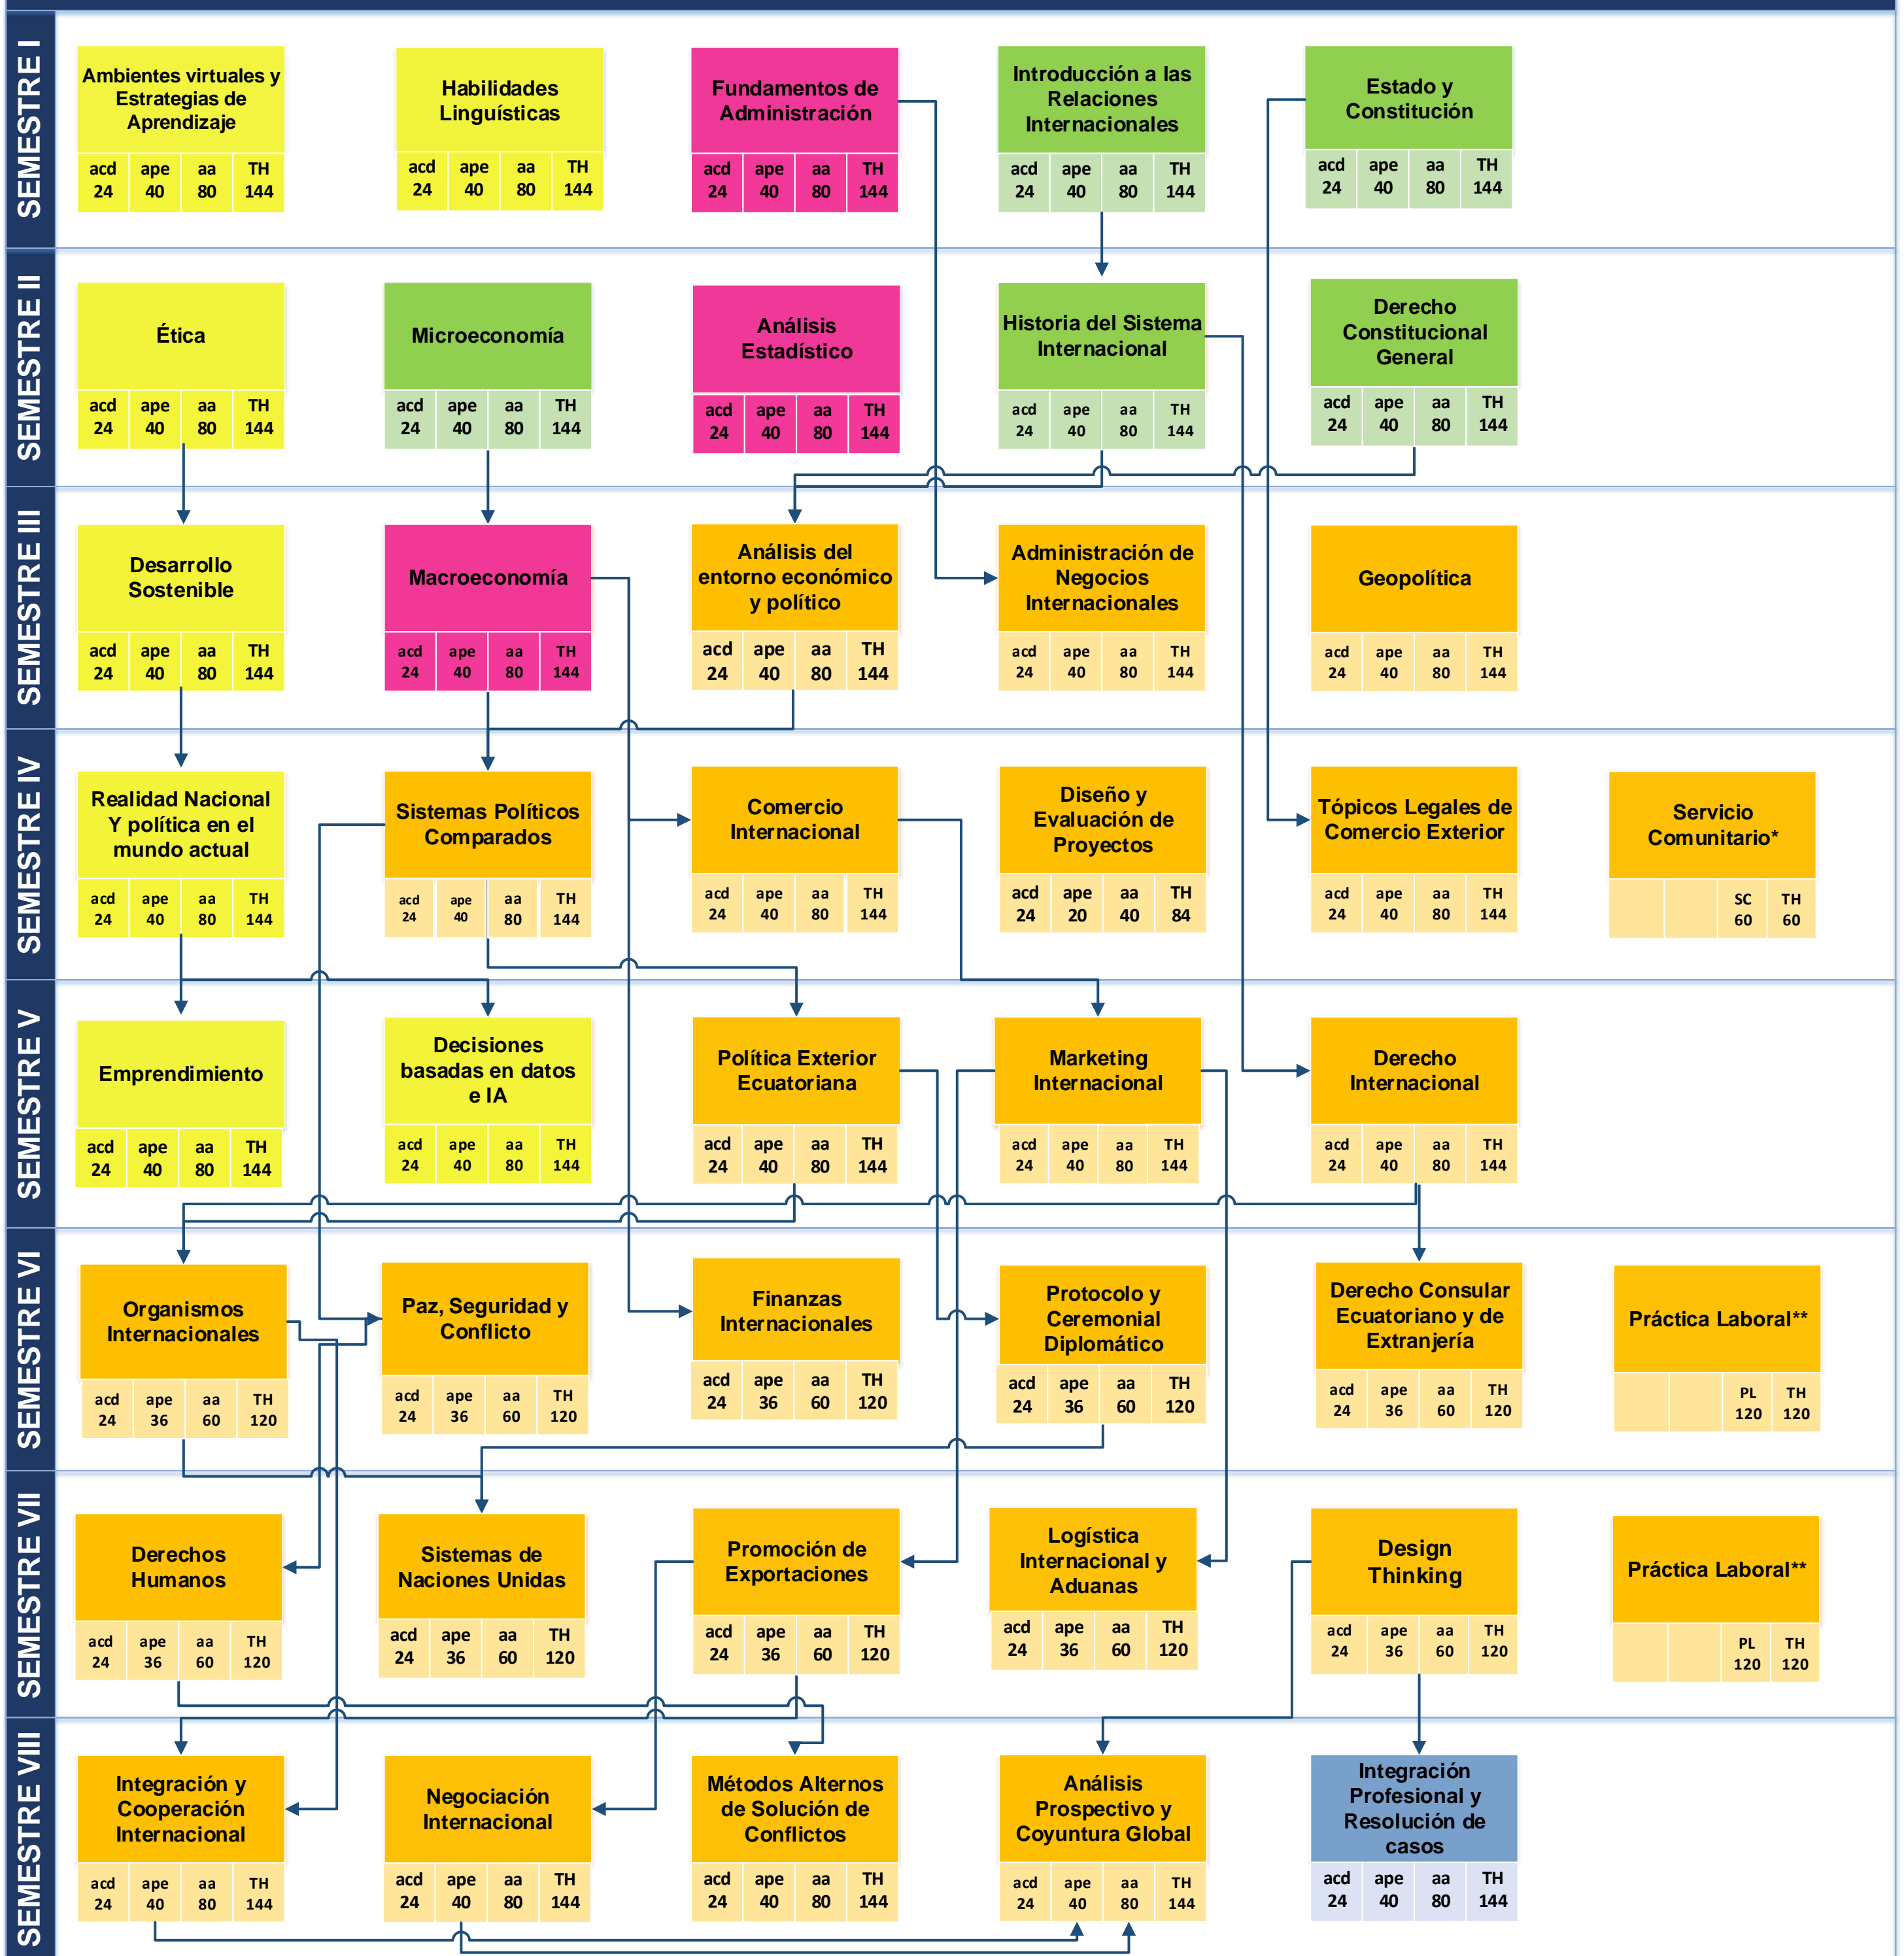 SEMESTRE I
Ambientes virtuales y
Estrategias de
Aprendizaje
acd ape aa TH
24 40 80 144
Habilidades
Linguísticas
acd ape aa TH
24 40 80 144
Fundamentos de
Administración
acd ape aa TH
24 40 80 144
Introducción a las
Relaciones
Internacionales
acd ape aa TH
24 40 80 144
Estado y
Constitución
acd ape aa TH
24 40 80 144
SEMESTRE II
Ética
acd ape aa TH
24 40 80 144
Microeconomía
acd ape aa TH
24 40 80 144
Análisis
Estadístico
acd ape aa TH
24 40 80 144
Historia del Sistema
Internacional
acd ape aa TH
24 40 80 144
Derecho
Constitucional
General
acd ape aa TH
24 40 80 144
SEMESTRE III
Desarrollo
Sostenible
acd ape aa TH
24 40 80 144
Macroeconomía
acd ape aa TH
24 40 80 144
Análisis del
entorno económico
y político
acd ape aa TH
24 40 80 144
Administración de
Negocios
Internacionales
acd ape aa TH
24 40 80 144
Geopolítica
acd ape aa TH
24 40 80 144
SEMESTRE IV
Realidad Nacional
Y política en el
mundo actual
acd ape aa TH
24 40 80 144
Sistemas Políticos
Comparados
acd ape aa TH
24 40 80 144
Comercio
Internacional
acd ape aa TH
24 40 80 144
Diseño y
Evaluación de
Proyectos
acd ape aa TH
24 20 40 84
Tópicos Legales de
Comercio Exterior
acd ape aa TH
24 40 80 144
Servicio
Comunitario*
SC TH
60 60
SEMESTRE V
Emprendimiento
acd ape aa TH
24 40 80 144
Decisiones
basadas en datos
e IA
acd ape aa TH
24 40 80 144
Política Exterior
Ecuatoriana
acd ape aa TH
24 40 80 144
Marketing
Internacional
acd ape aa TH
24 40 80 144
Derecho
Internacional
acd ape aa TH
24 40 80 144
SEMESTRE VI
Organismos
Internacionales
acd ape aa TH
24 36 60 120
Paz, Seguridad y
Conflicto
acd ape aa TH
24 36 60 120
Finanzas
Internacionales
acd ape aa TH
24 36 60 120
Protocolo y
Ceremonial
Diplomático
acd ape aa TH
24 36 60 120
Derecho Consular
Ecuatoriano y de
Extranjería
acd ape aa TH
24 36 60 120
Práctica Laboral**
PL TH
120 120
SEMESTRE VII
Derechos
Humanos
acd ape aa TH
24 36 60 120
Sistemas de
Naciones Unidas
acd ape aa TH
24 36 60 120
Promoción de
Exportaciones
acd ape aa TH
24 36 60 120
Logística
Internacional y
Aduanas
acd ape aa TH
24 36 60 120
Design
Thinking
acd ape aa TH
24 36 60 120
Práctica Laboral**
PL TH
120 120
SEMESTRE VIII
Integración y
Cooperación
Internacional
acd ape aa TH
24 40 80 144
Negociación
Internacional
acd ape aa TH
24 40 80 144
Métodos Alternos
de Solución de
Conflictos
acd ape aa TH
24 40 80 144
Análisis
Prospectivo y
Coyuntura Global
acd ape aa TH
24 40 80 144
Integración
Profesional y
Resolución de
casos
acd ape aa TH
24 40 80 144